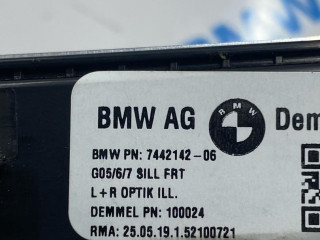 BMW AG BMW Dem
BMW PN: 7442142-06
G05/6/7 SILL FRT
L+R OPTIK ILL.
DEMMEL PN: 100024
RMA: 25.05.19.1.52100721